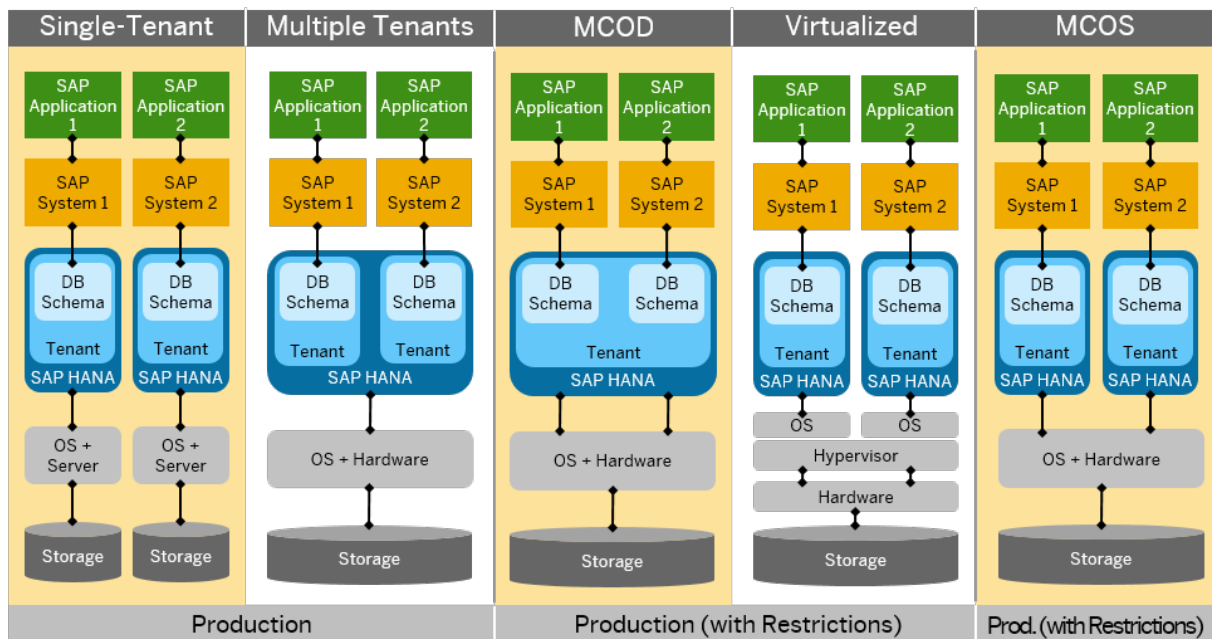 Single-Tenant
Multiple Tenants
MCOD
Virtualized
MCOS
SAP
Application
1
SAP
Application
2
SAP
System 1
SAP
System 2
DB
Schema
Tenant
SAP HANA
DB
Schema
Tenant
SAP HANA
OS +
Server
OS +
Server
Storage
Storage
SAP
Application
1
SAP
Application
2
SAP
System 1
SAP
System 2
DB
Schema
Tenant
DB
Schema
Tenant
SAP HANA
OS + Hardware
Storage
SAP
Application
1
SAP
Application
2
SAP
System 1
SAP
System 2
DB
Schema
DB
Schema
Tenant
SAP HANA
OS + Hardware
Storage
SAP
Application
1
SAP
Application
2
SAP
System 1
SAP
System 2
DB
Schema
Tenant
SAP HANA
DB
Schema
Tenant
SAP HANA
OS
OS
Hypervisor
Hardware
Storage
SAP
Application
1
SAP
Application
2
SAP
System 1
SAP
System 2
DB
Schema
Tenant
SAP HANA
DB
Schema
Tenant
SAP HANA
OS + Hardware
Storage
Production
Production (with Restrictions)
Prod. (with Restrictions)